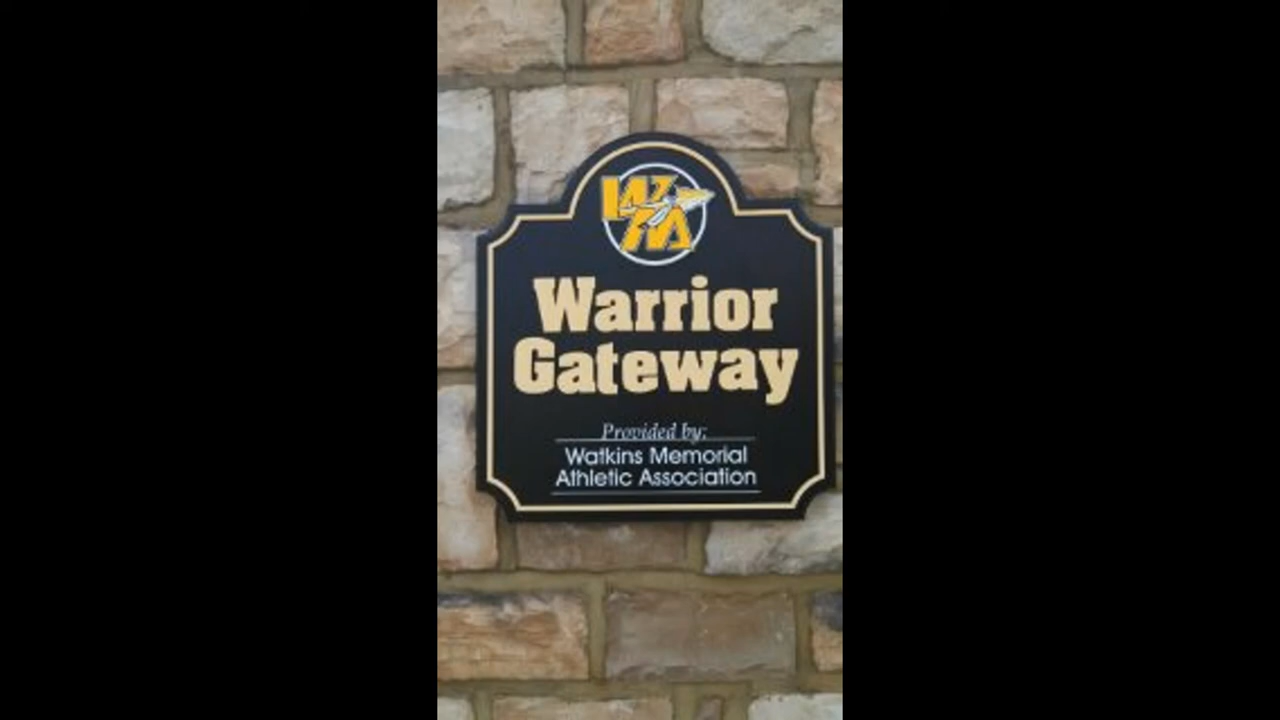 WM
Warrior
Gateway
Provided by:
Watkins Memorial
Athletic Association